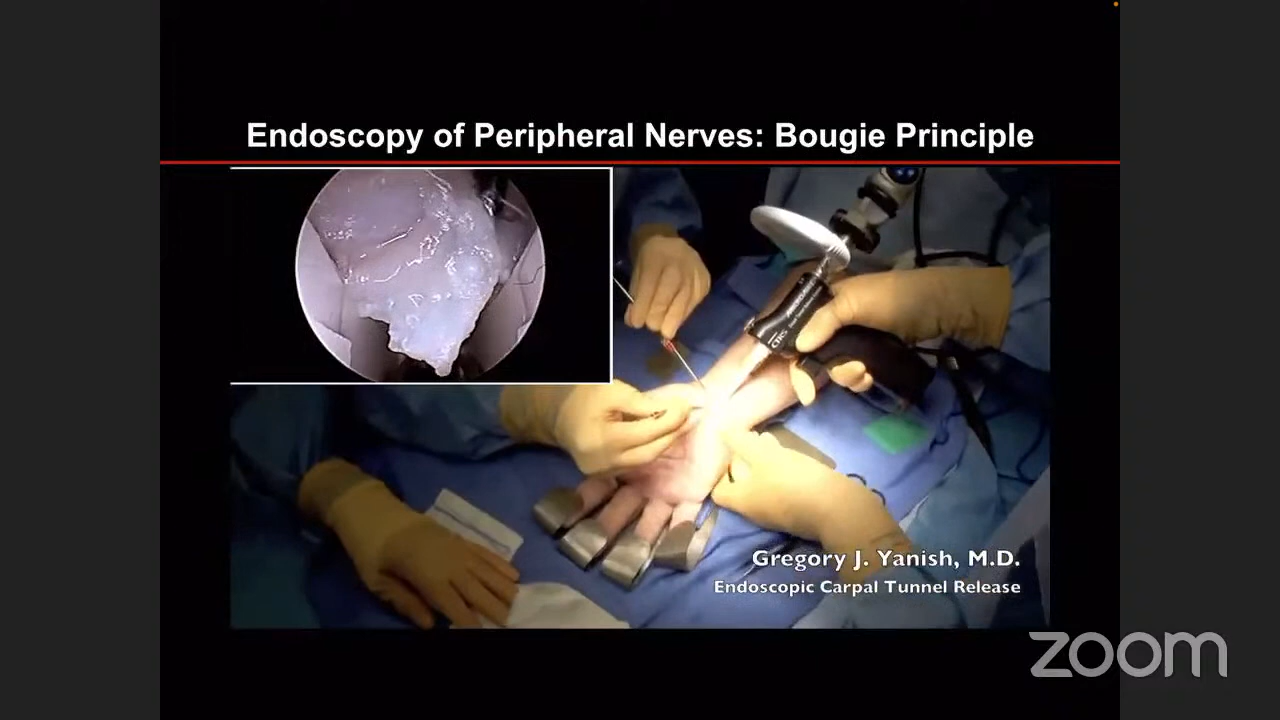 Endoscopy of Peripheral Nerves: Bougie Principle
Gregory J. Yanish, M.D.
Endoscopic Carpal Tunnel Release
zoom